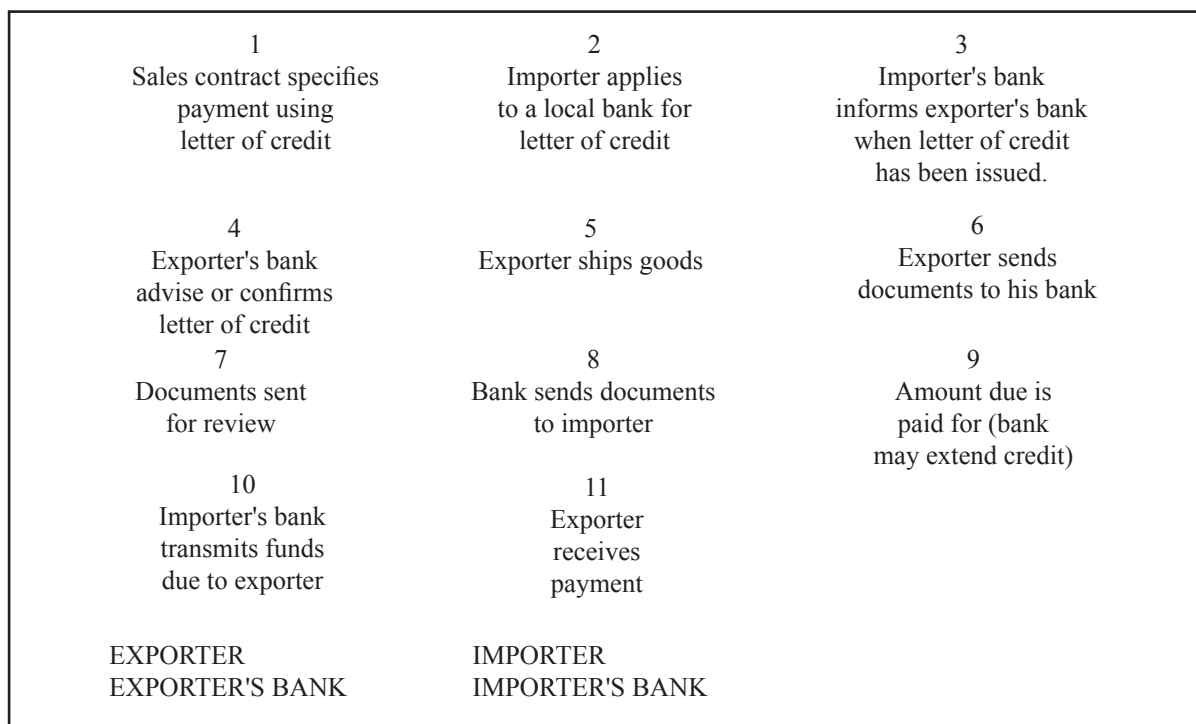 1
Sales contract specifies
payment using
letter of credit
2
Importer applies
to a local bank for
letter of credit
3
Importer's bank
informs exporter's bank
when letter of credit
has been issued.
4
Exporter's bank
advise or confirms
letter of credit
5
Exporter ships goods
6
Exporter sends
documents to his bank
7
Documents sent
for review
8
Bank sends documents
to importer
9
Amount due is
paid for (bank
may extend credit)
10
Importer's bank
transmits funds
due to exporter
11
Exporter
receives
payment
EXPORTER
EXPORTER'S BANK
IMPORTER
IMPORTER'S BANK